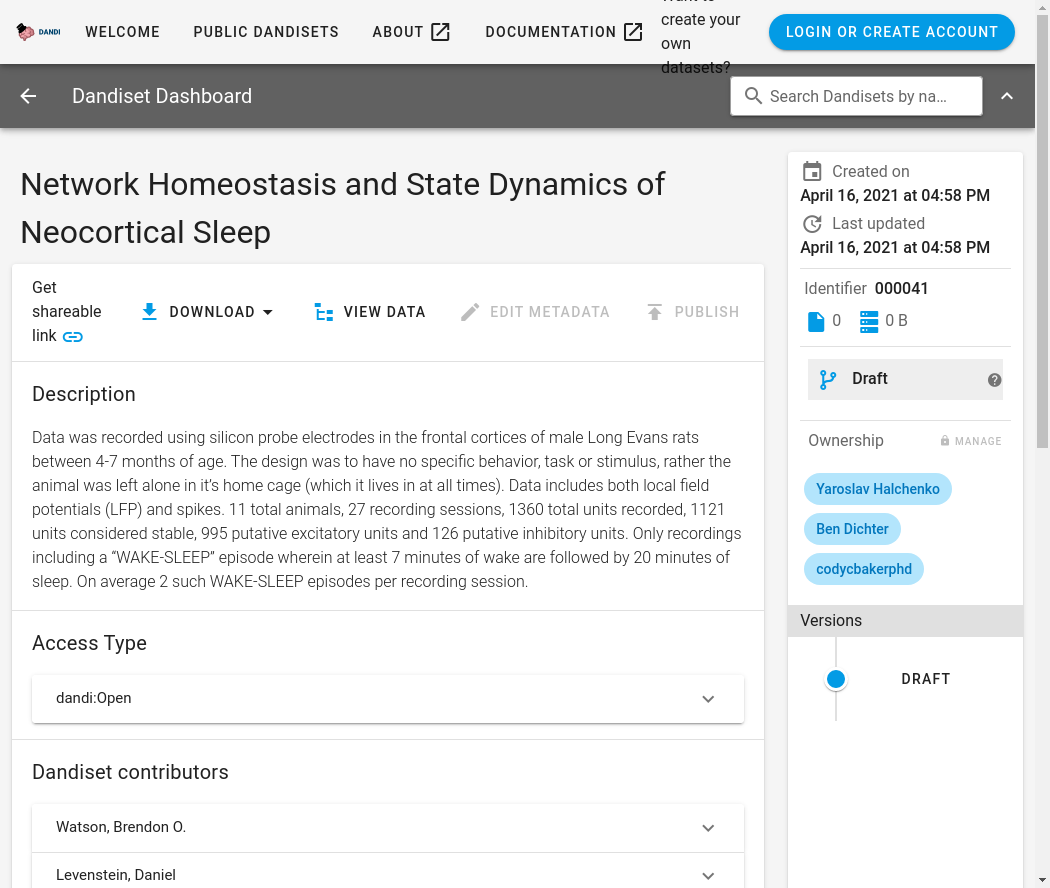 DANDI
WELCOME
PUBLIC DANDISETS
ABOUT
DOCUMENTATION
Want to
create your
own
datasets?
LOGIN OR CREATE ACCOUNT
Dandiset Dashboard
Search Dandisets by na…
Network Homeostasis and State Dynamics of
Neocortical Sleep
Get
shareable
link
DOWNLOAD
VIEW DATA
EDIT METADATA
PUBLISH
Description
Data was recorded using silicon probe electrodes in the frontal cortices of male Long Evans rats
between 4-7 months of age. The design was to have no specific behavior, task or stimulus, rather the
animal was left alone in it’s home cage (which it lives in at all times). Data includes both local field
potentials (LFP) and spikes. 11 total animals, 27 recording sessions, 1360 total units recorded, 1121
units considered stable, 995 putative excitatory units and 126 putative inhibitory units. Only recordings
including a “WAKE-SLEEP” episode wherein at least 7 minutes of wake are followed by 20 minutes of
sleep. On average 2 such WAKE-SLEEP episodes per recording session.
Access Type
dandi:Open
Dandiset contributors
Watson, Brendon O.
Levenstein, Daniel
Created on
April 16, 2021 at 04:58 PM
Last updated
April 16, 2021 at 04:58 PM
Identifier 000041
0
0 B
Draft
Ownership
MANAGE
Yaroslav Halchenko
Ben Dichter
codycbakerphd
Versions
DRAFT